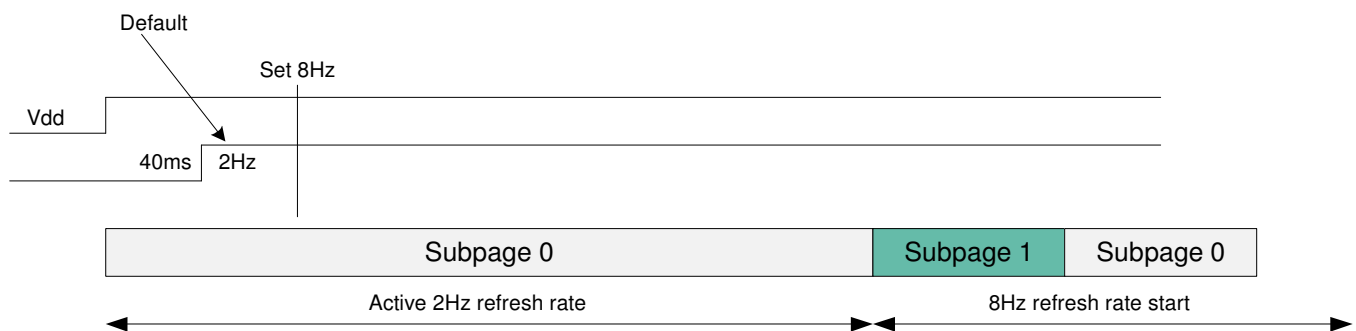 Default
Set 8Hz
Vdd
40ms
2Hz
Subpage 0
Subpage 1
Subpage 0
Active 2Hz refresh rate
8Hz refresh rate start